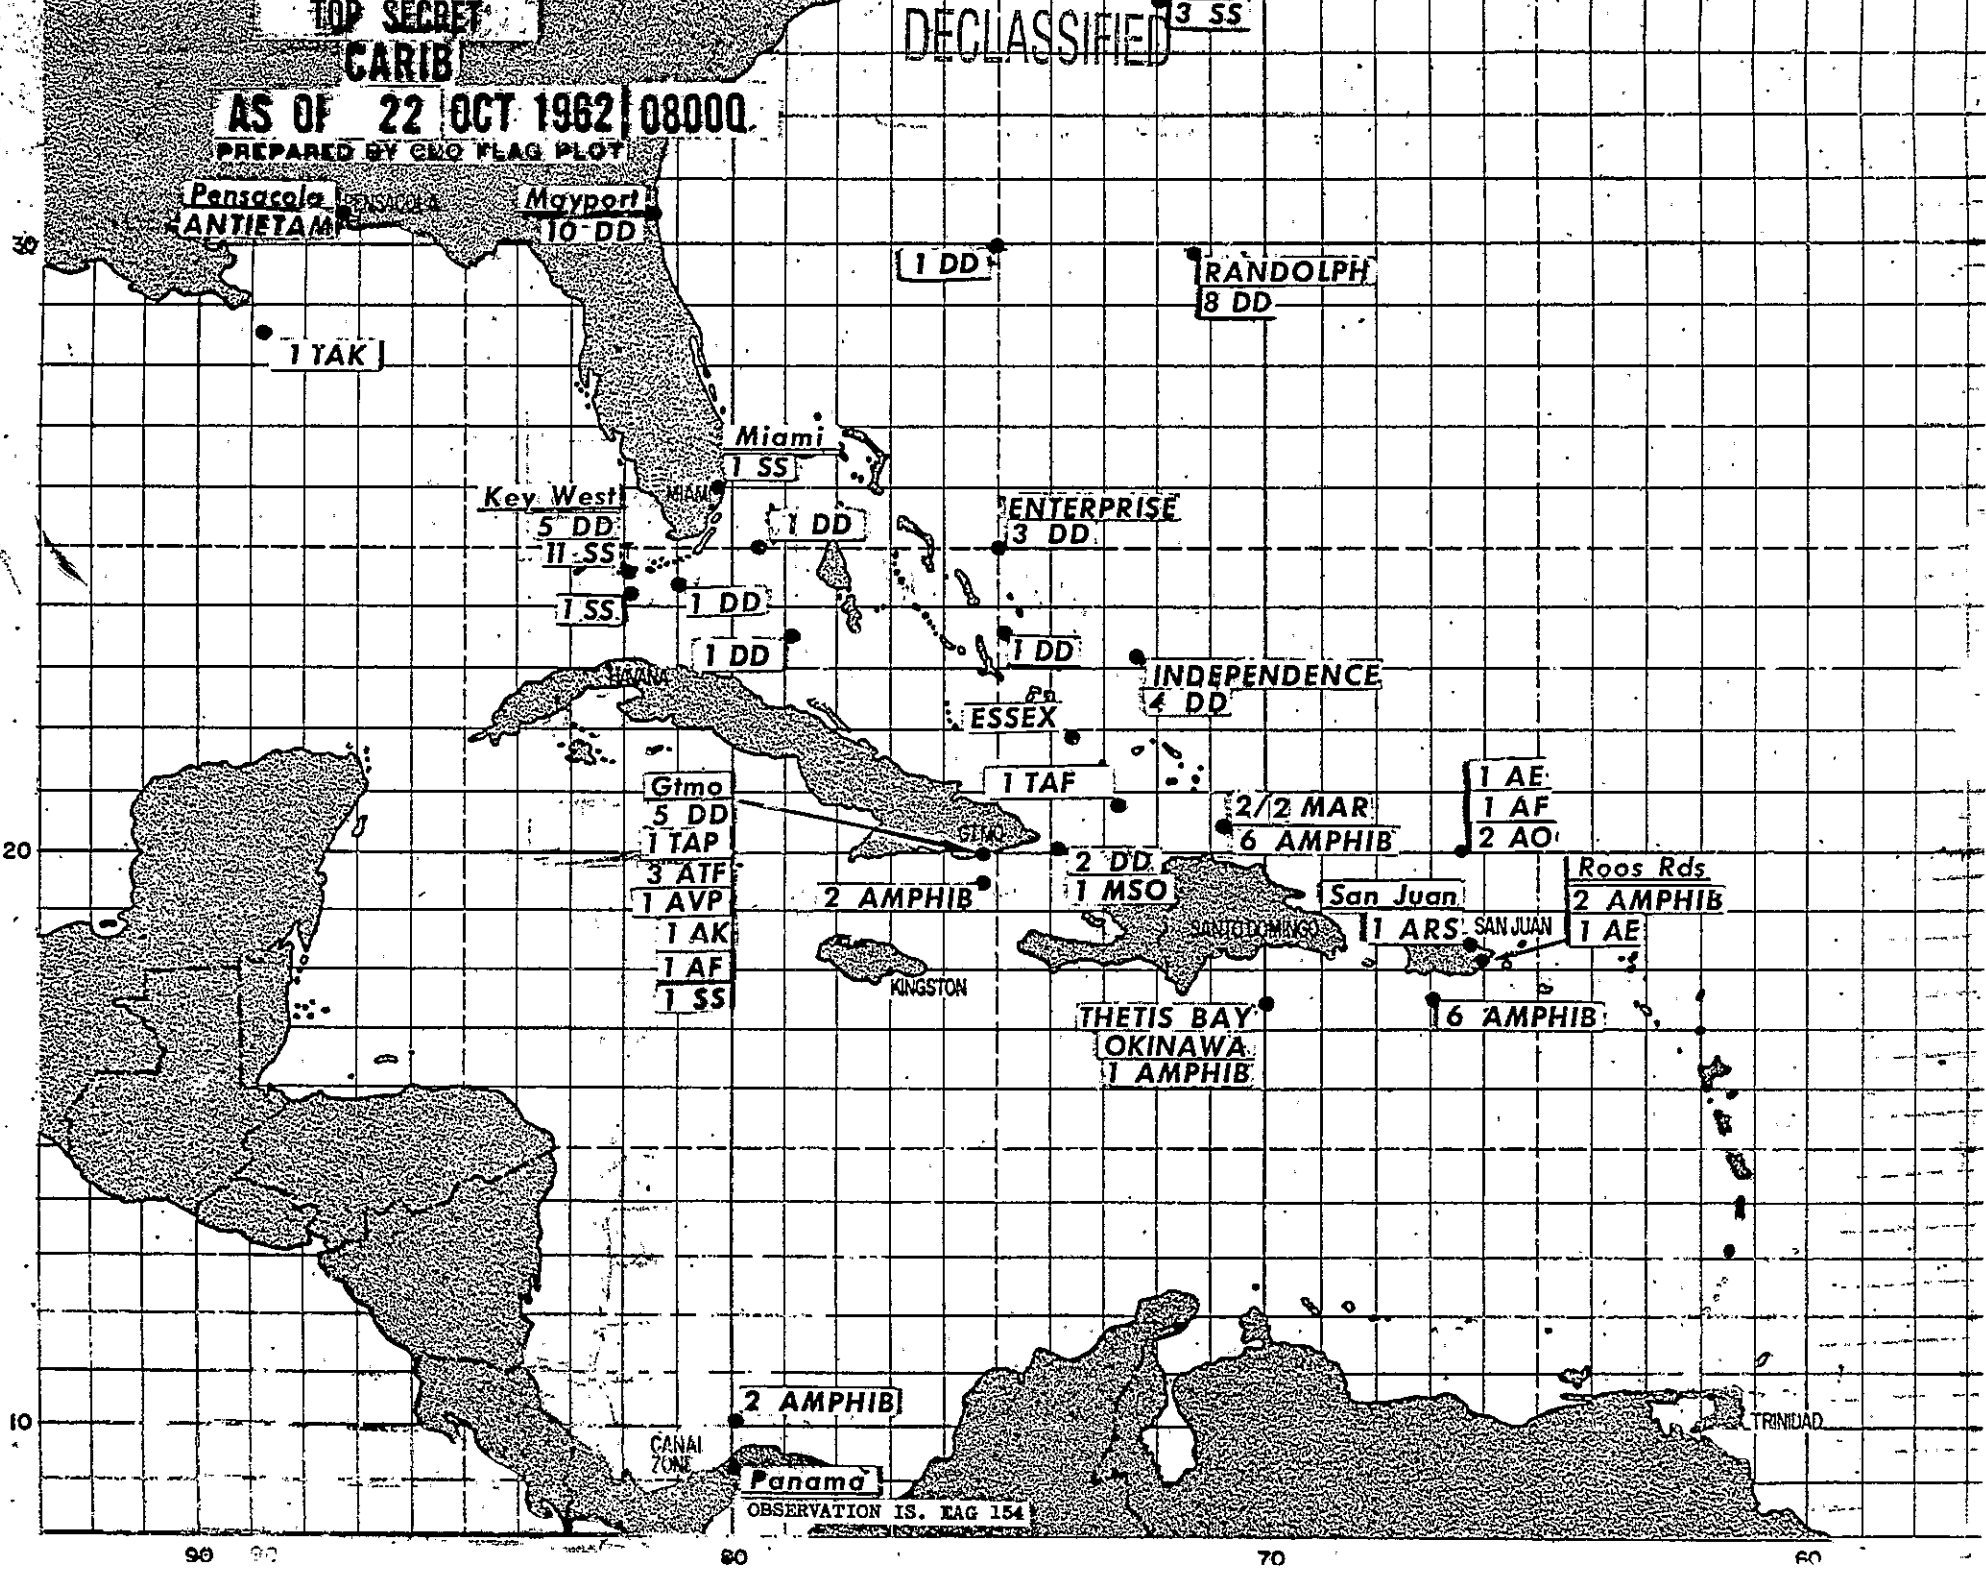 TOP SECRET
CARIB
AS OF 22 OCT 1962 0800Q
PREPARED BY CNO FLAG PLOT
DECLASSIFIED
3 SS
Pensacola
ANTIETAM
PENSACOLA
Mayport
10 DD
30
1 DD
RANDOLPH
8 DD
1 TAK
Miami
1 SS
MIAMI
Key West
5 DD
11 SS
1 SS
1 DD
1 DD
1 DD
ENTERPRISE
3 DD
1 DD
INDEPENDENCE
4 DD
HAVANA
ESSEX
1 TAF
Gtmo
5 DD
1 TAP
3 ATF
1 AVP
1 AK
1 AF
1 SS
GTMO
2/2 MAR
6 AMPHIB
1 AE
1 AF
2 AO
20
2 DD
1 MSO
2 AMPHIB
Roos Rds
2 AMPHIB
1 AE
San Juan
1 ARS
SAN JUAN
SANTO DOMINGO
KINGSTON
THETIS BAY
OKINAWA
1 AMPHIB
6 AMPHIB
2 AMPHIB
10
CANAL
ZONE
TRINIDAD
Panama
OBSERVATION IS. EAG 154
90 90 80 70 60